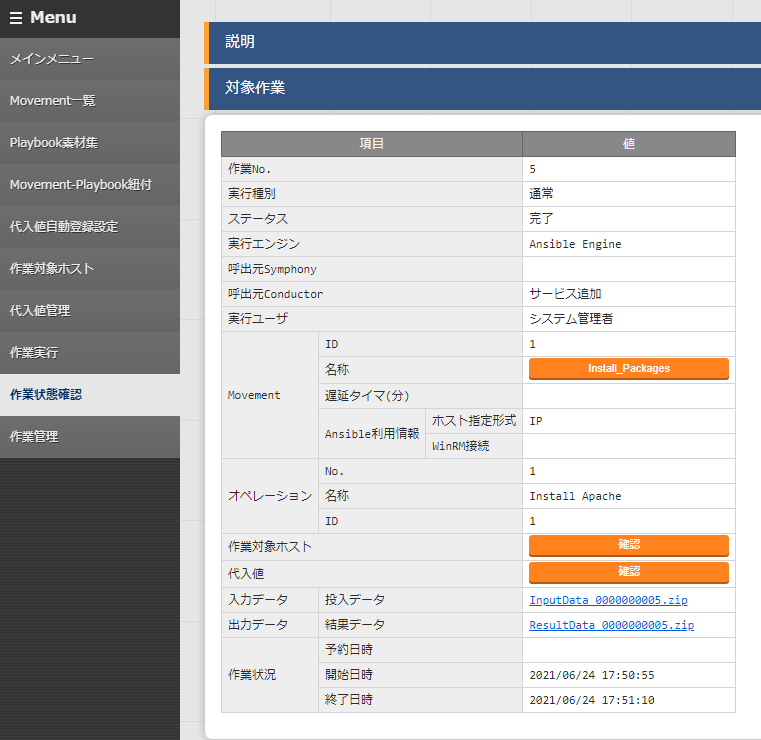 Menu
メインメニュー
Movement一覧
Playbook素材集
Movement-Playbook紐付
代入値自動登録設定
作業対象ホスト
代入値管理
作業実行
作業状態確認
作業管理
説明
対象作業
項目 値
作業No. 5
実行種別 通常
ステータス 完了
実行エンジン Ansible Engine
呼出元Symphony
呼出元Conductor サービス追加
実行ユーザ システム管理者
Movement
ID 1
名称 Install_Packages
遅延タイマ(分)
Ansible利用情報
ホスト指定形式 IP
WinRM接続
オペレーション
No. 1
名称 Install Apache
ID 1
作業対象ホスト 確認
代入値 確認
入力データ 投入データ InputData_0000000005.zip
出力データ 結果データ ResultData_0000000005.zip
作業状況
予約日時
開始日時 2021/06/24 17:50:55
終了日時 2021/06/24 17:51:10